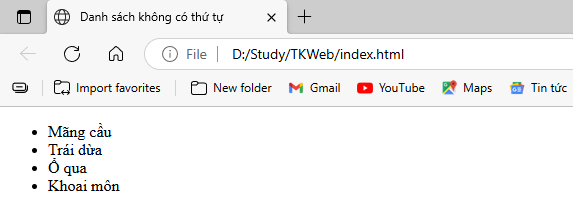 Danh sách không có thứ tự
File D:/Study/TKWeb/index.html
Import favorites New folder Gmail YouTube Maps Tin tức
Mãng cầu
Trái dừa
Ổ qua
Khoai môn